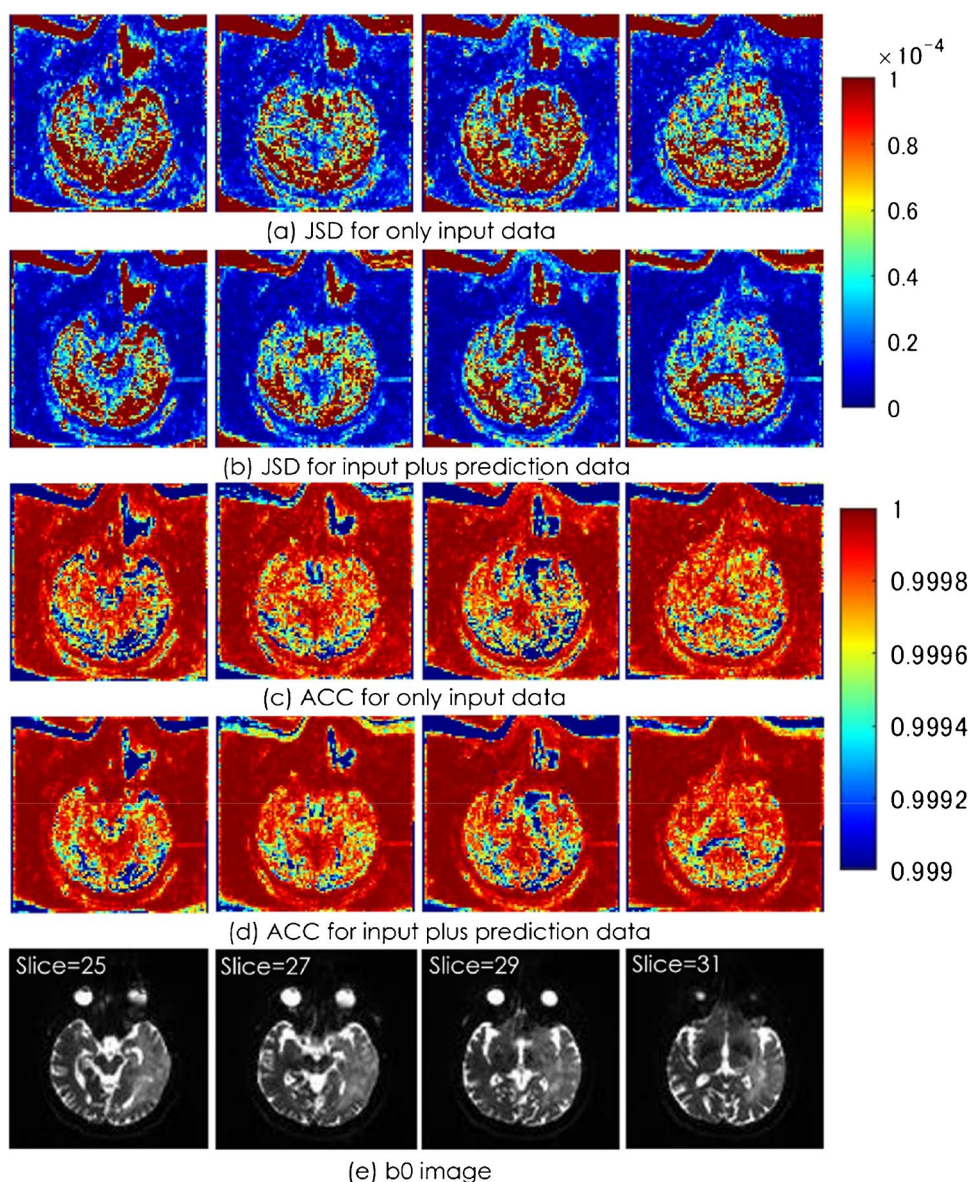 × 10⁻⁴
1
0.8
0.6
0.4
0.2
0
(a) JSD for only input data
(b) JSD for input plus prediction data
1
0.9998
0.9996
0.9994
0.9992
0.999
(c) ACC for only input data
(d) ACC for input plus prediction data
Slice=25 Slice=27 Slice=29 Slice=31
(e) b0 image